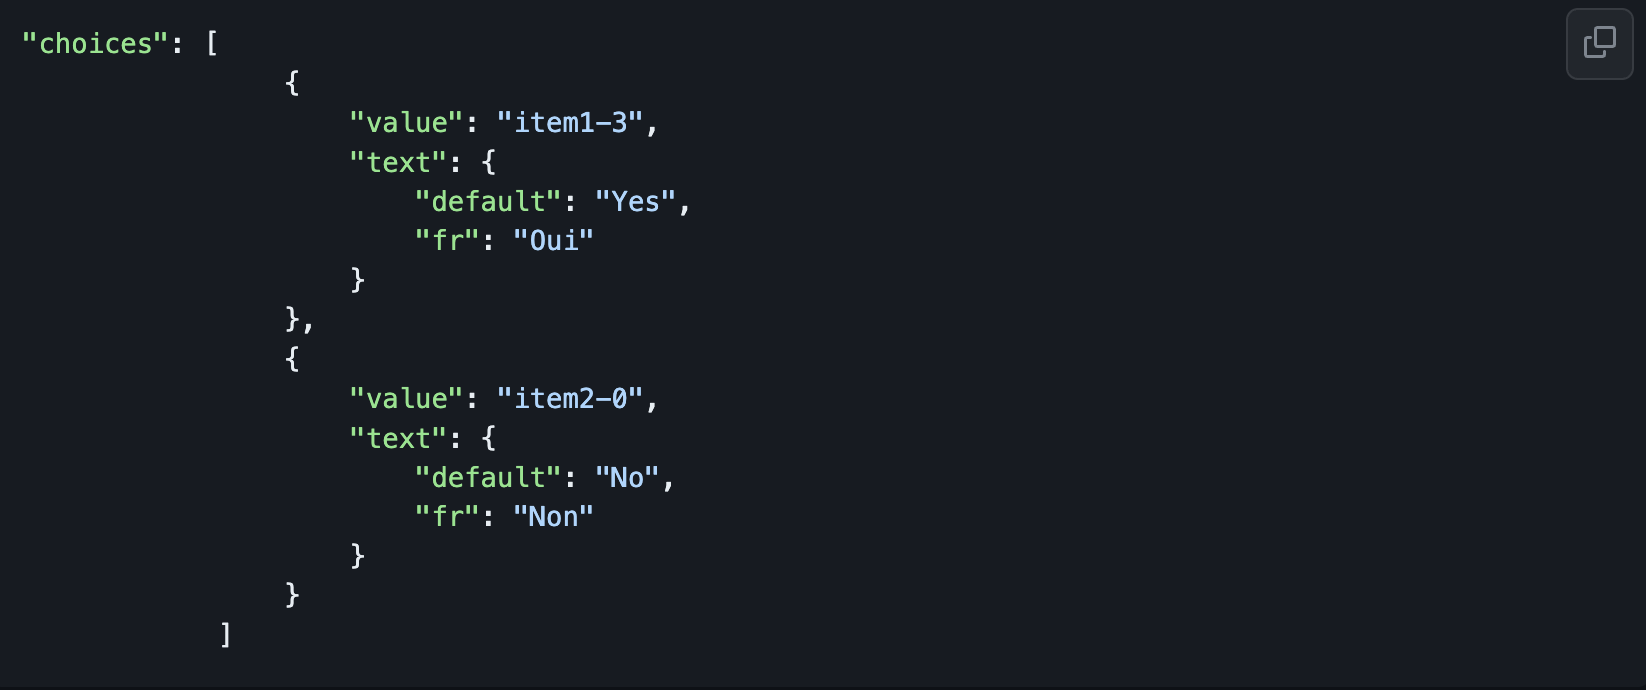 "choices": [
{
"value": "item1-3",
"text": {
"default": "Yes",
"fr": "Oui"
}
},
{
"value": "item2-0",
"text": {
"default": "No",
"fr": "Non"
}
}
]